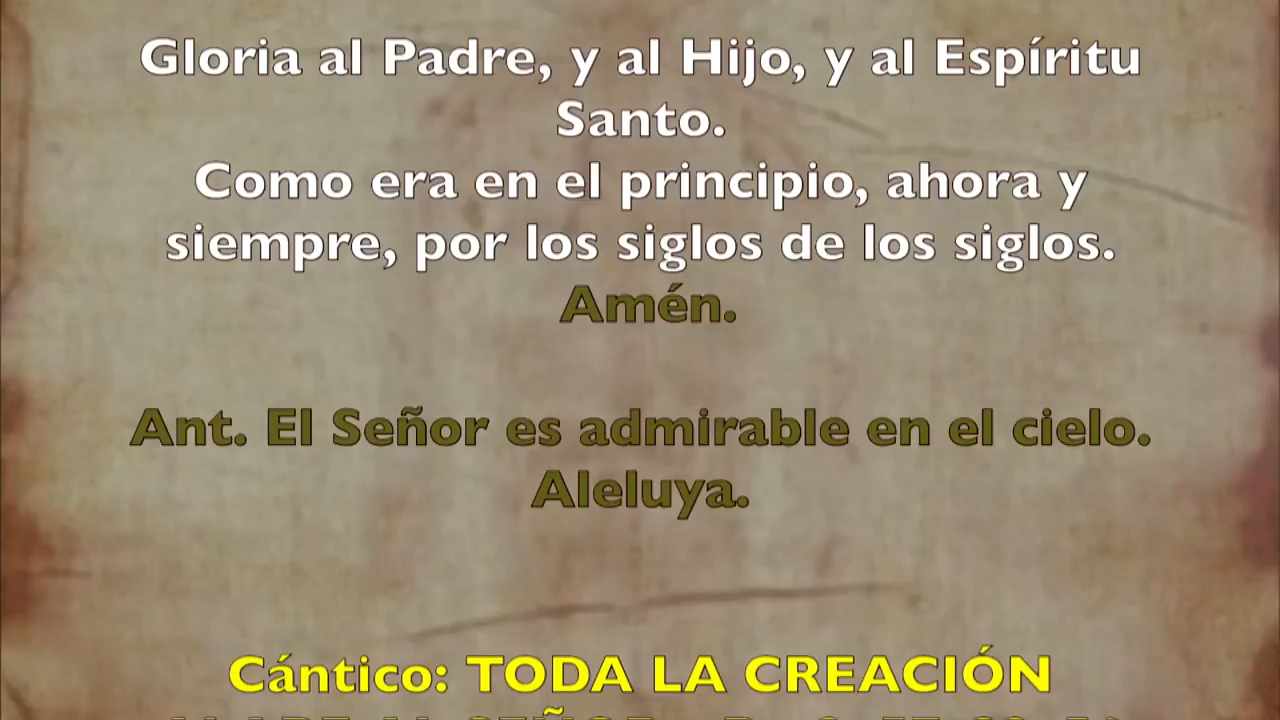 Gloria al Padre, y al Hijo, y al Espíritu
Santo.
Como era en el principio, ahora y
siempre, por los siglos de los siglos.
Amén.
Ant. El Señor es admirable en el cielo.
Aleluya.
Cántico: TODA LA CREACIÓN